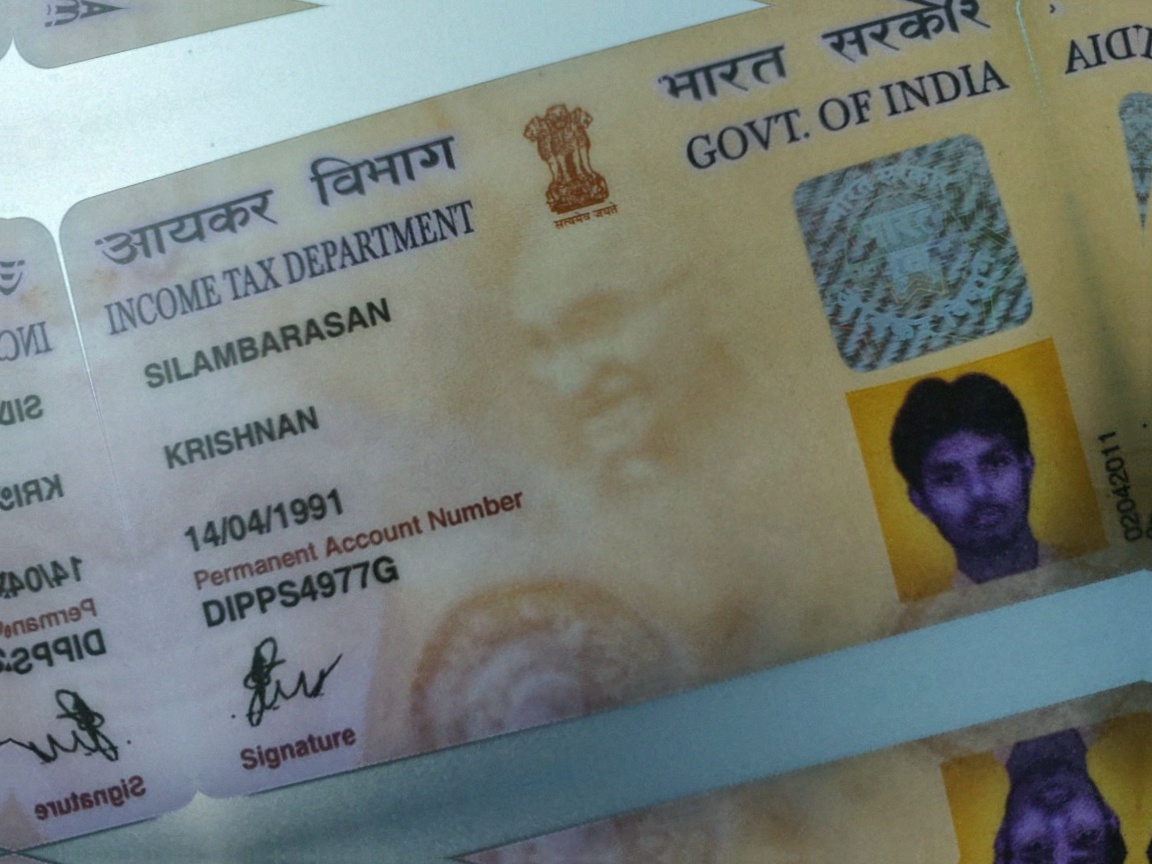 आयकर विभाग
INCOME TAX DEPARTMENT
सत्यमेव जयते
भारत सरकार
GOVT. OF INDIA
SILAMBARASAN
KRISHNAN
14/04/1991
Permanent Account Number
DIPPS4977G
Signature
02042011